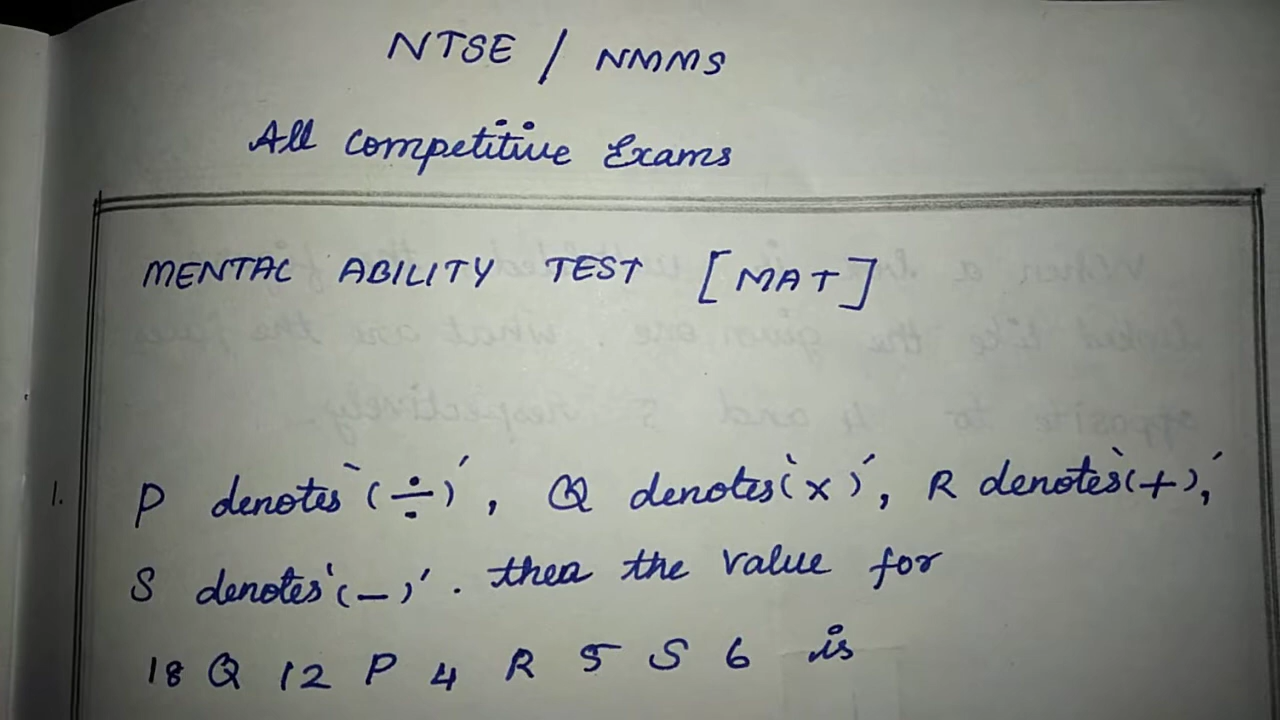 NTSE / NMMS
All Competitive Exams
MENTAL ABILITY TEST [MAT]
1. P denotes '(÷)', Q denotes '(×)', R denotes '(+)',
S denotes '(−)'. then the value for
18 Q 12 P 4 R 5 S 6 is